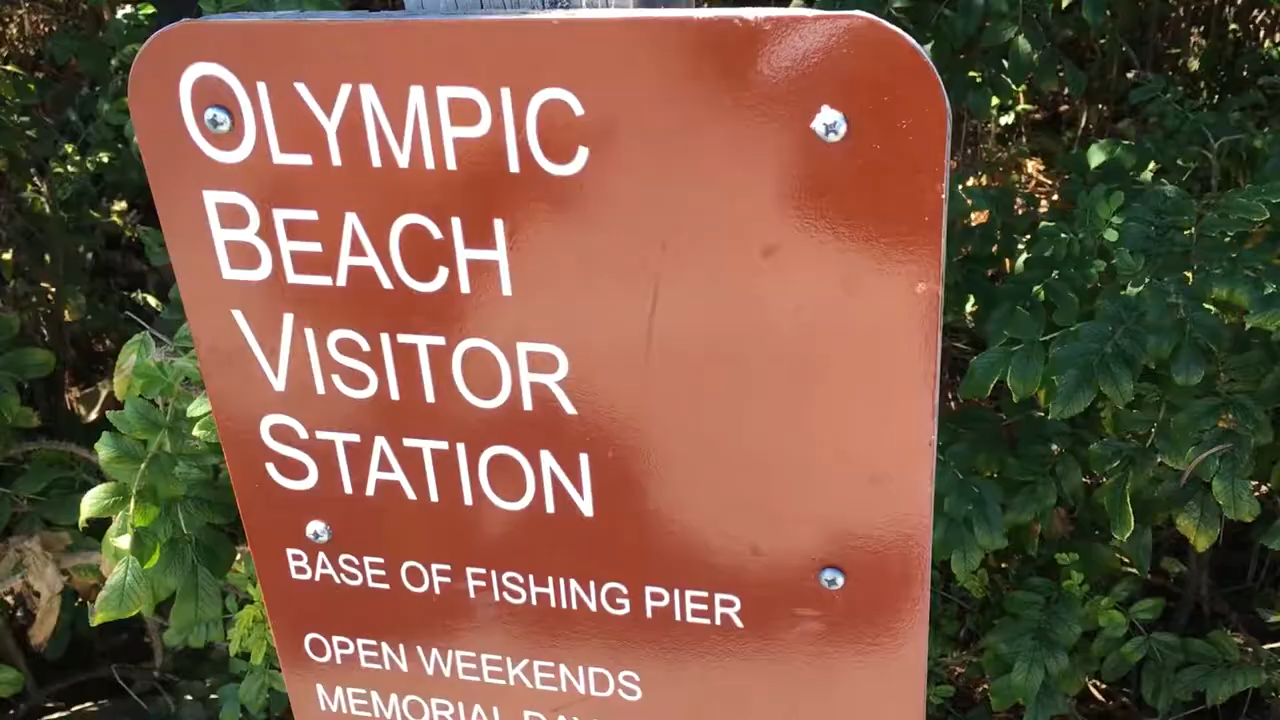 OLYMPIC
BEACH
VISITOR
STATION
BASE OF FISHING PIER
OPEN WEEKENDS
MEMORIAL DAY